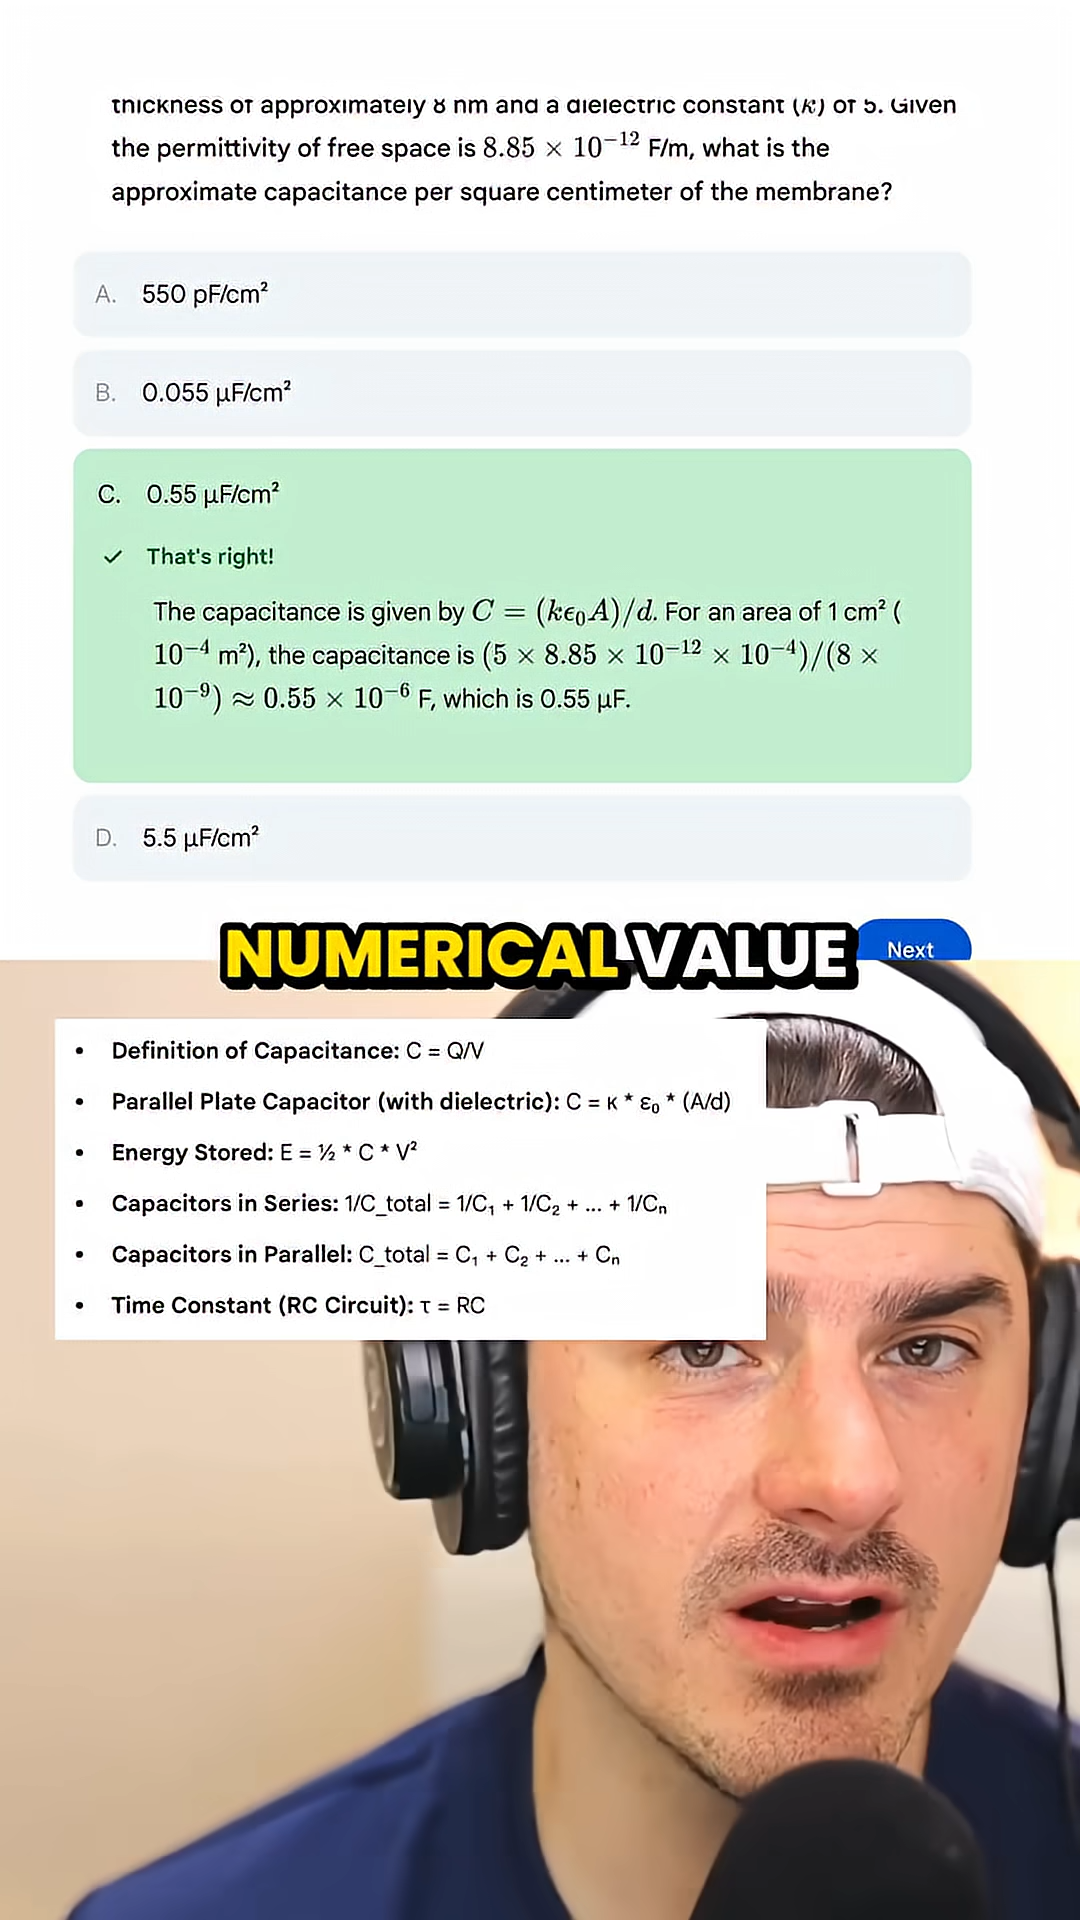 thickness of approximately 8 nm and a dielectric constant (k) of 5. Given
the permittivity of free space is 8.85 × 10⁻¹² F/m, what is the
approximate capacitance per square centimeter of the membrane?
A. 550 pF/cm²
B. 0.055 µF/cm²
C. 0.55 µF/cm²
✓ That's right!
The capacitance is given by C = (kϵ₀A)/d. For an area of 1 cm² (
10⁻⁴ m²), the capacitance is (5 × 8.85 × 10⁻¹² × 10⁻⁴)/(8 ×
10⁻⁹) ≈ 0.55 × 10⁻⁶ F, which is 0.55 µF.
D. 5.5 µF/cm²
NUMERICAL VALUE
Next
• Definition of Capacitance: C = Q/V
• Parallel Plate Capacitor (with dielectric): C = κ * ε₀ * (A/d)
• Energy Stored: E = ½ * C * V²
• Capacitors in Series: 1/C_total = 1/C₁ + 1/C₂ + ... + 1/Cₙ
• Capacitors in Parallel: C_total = C₁ + C₂ + ... + Cₙ
• Time Constant (RC Circuit): τ = RC